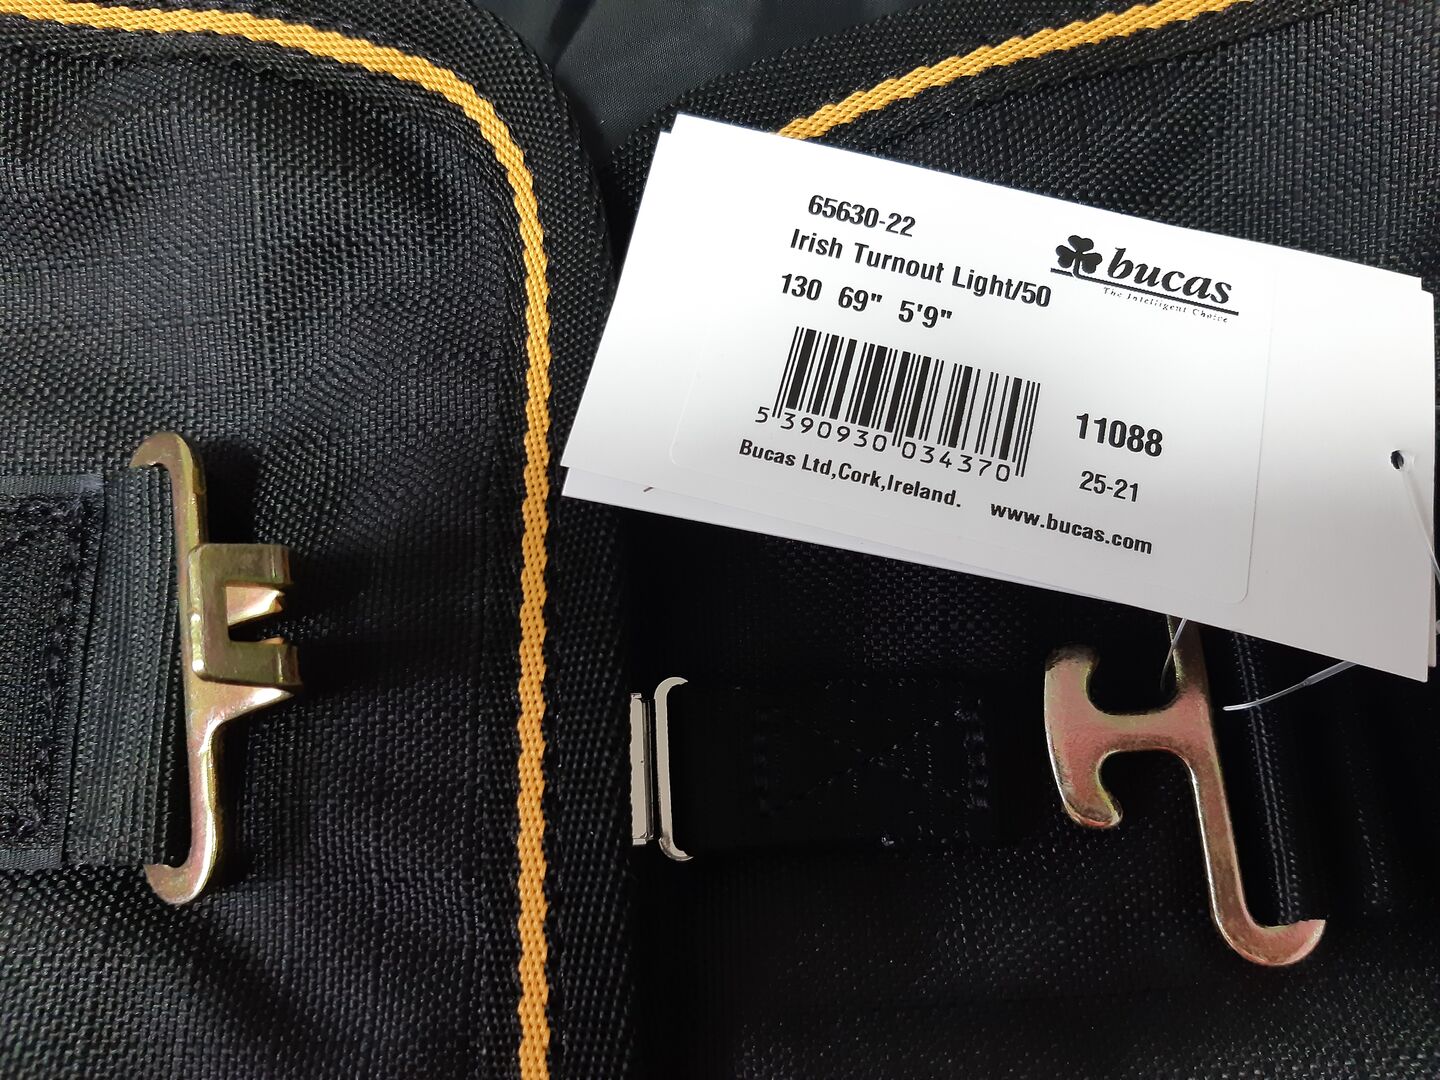 65630-22
Irish Turnout Light/50
130 69" 5'9"
bucas
The Intelligent Choice
5 390930 034370
11088
25-21
Bucas Ltd,Cork,Ireland.
www.bucas.com